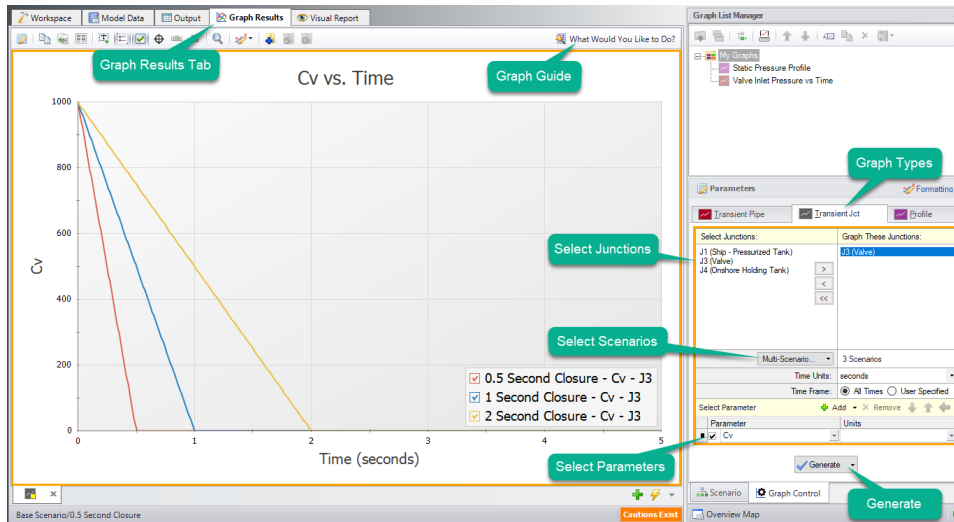 Workspace
Model Data
Output
Graph Results
Visual Report
What Would You Like to Do?
Graph Results Tab
Graph Guide
Cv vs. Time
Cv
1000
800
600
400
200
0
0
1
2
3
4
5
Time (seconds)
0.5 Second Closure - Cv - J3
1 Second Closure - Cv - J3
2 Second Closure - Cv - J3
Base Scenario/0.5 Second Closure
Cautions Exist
Graph List Manager
My Graphs
Static Pressure Profile
Valve Inlet Pressure vs Time
Graph Types
Parameters
Formatting
Transient Pipe
Transient Jct
Profile
Select Junctions:
Graph These Junctions:
J1 (Ship - Pressurized Tank)
J3 (Valve)
J4 (Onshore Holding Tank)
J3 (Valve)
>
<
<<
Select Junctions
Select Scenarios
Multi-Scenario...
3 Scenarios
Time Units:
seconds
Time Frame:
All Times
User Specified
Select Parameter
Add
Remove
Parameter
Units
Cv
Select Parameters
Generate
Generate
Scenario
Graph Control
Overview Map